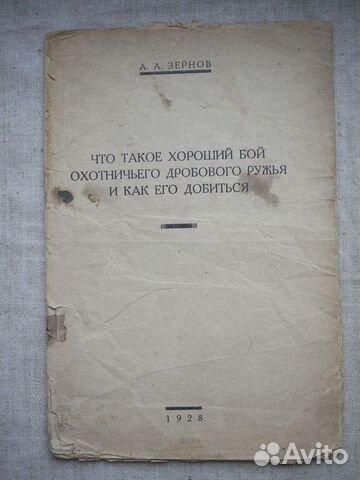 А. А. ЗЕРНОВ
ЧТО ТАКОЕ ХОРОШИЙ БОЙ
ОХОТНИЧЬЕГО ДРОБОВОГО РУЖЬЯ
И КАК ЕГО ДОБИТЬСЯ
1928
Avito